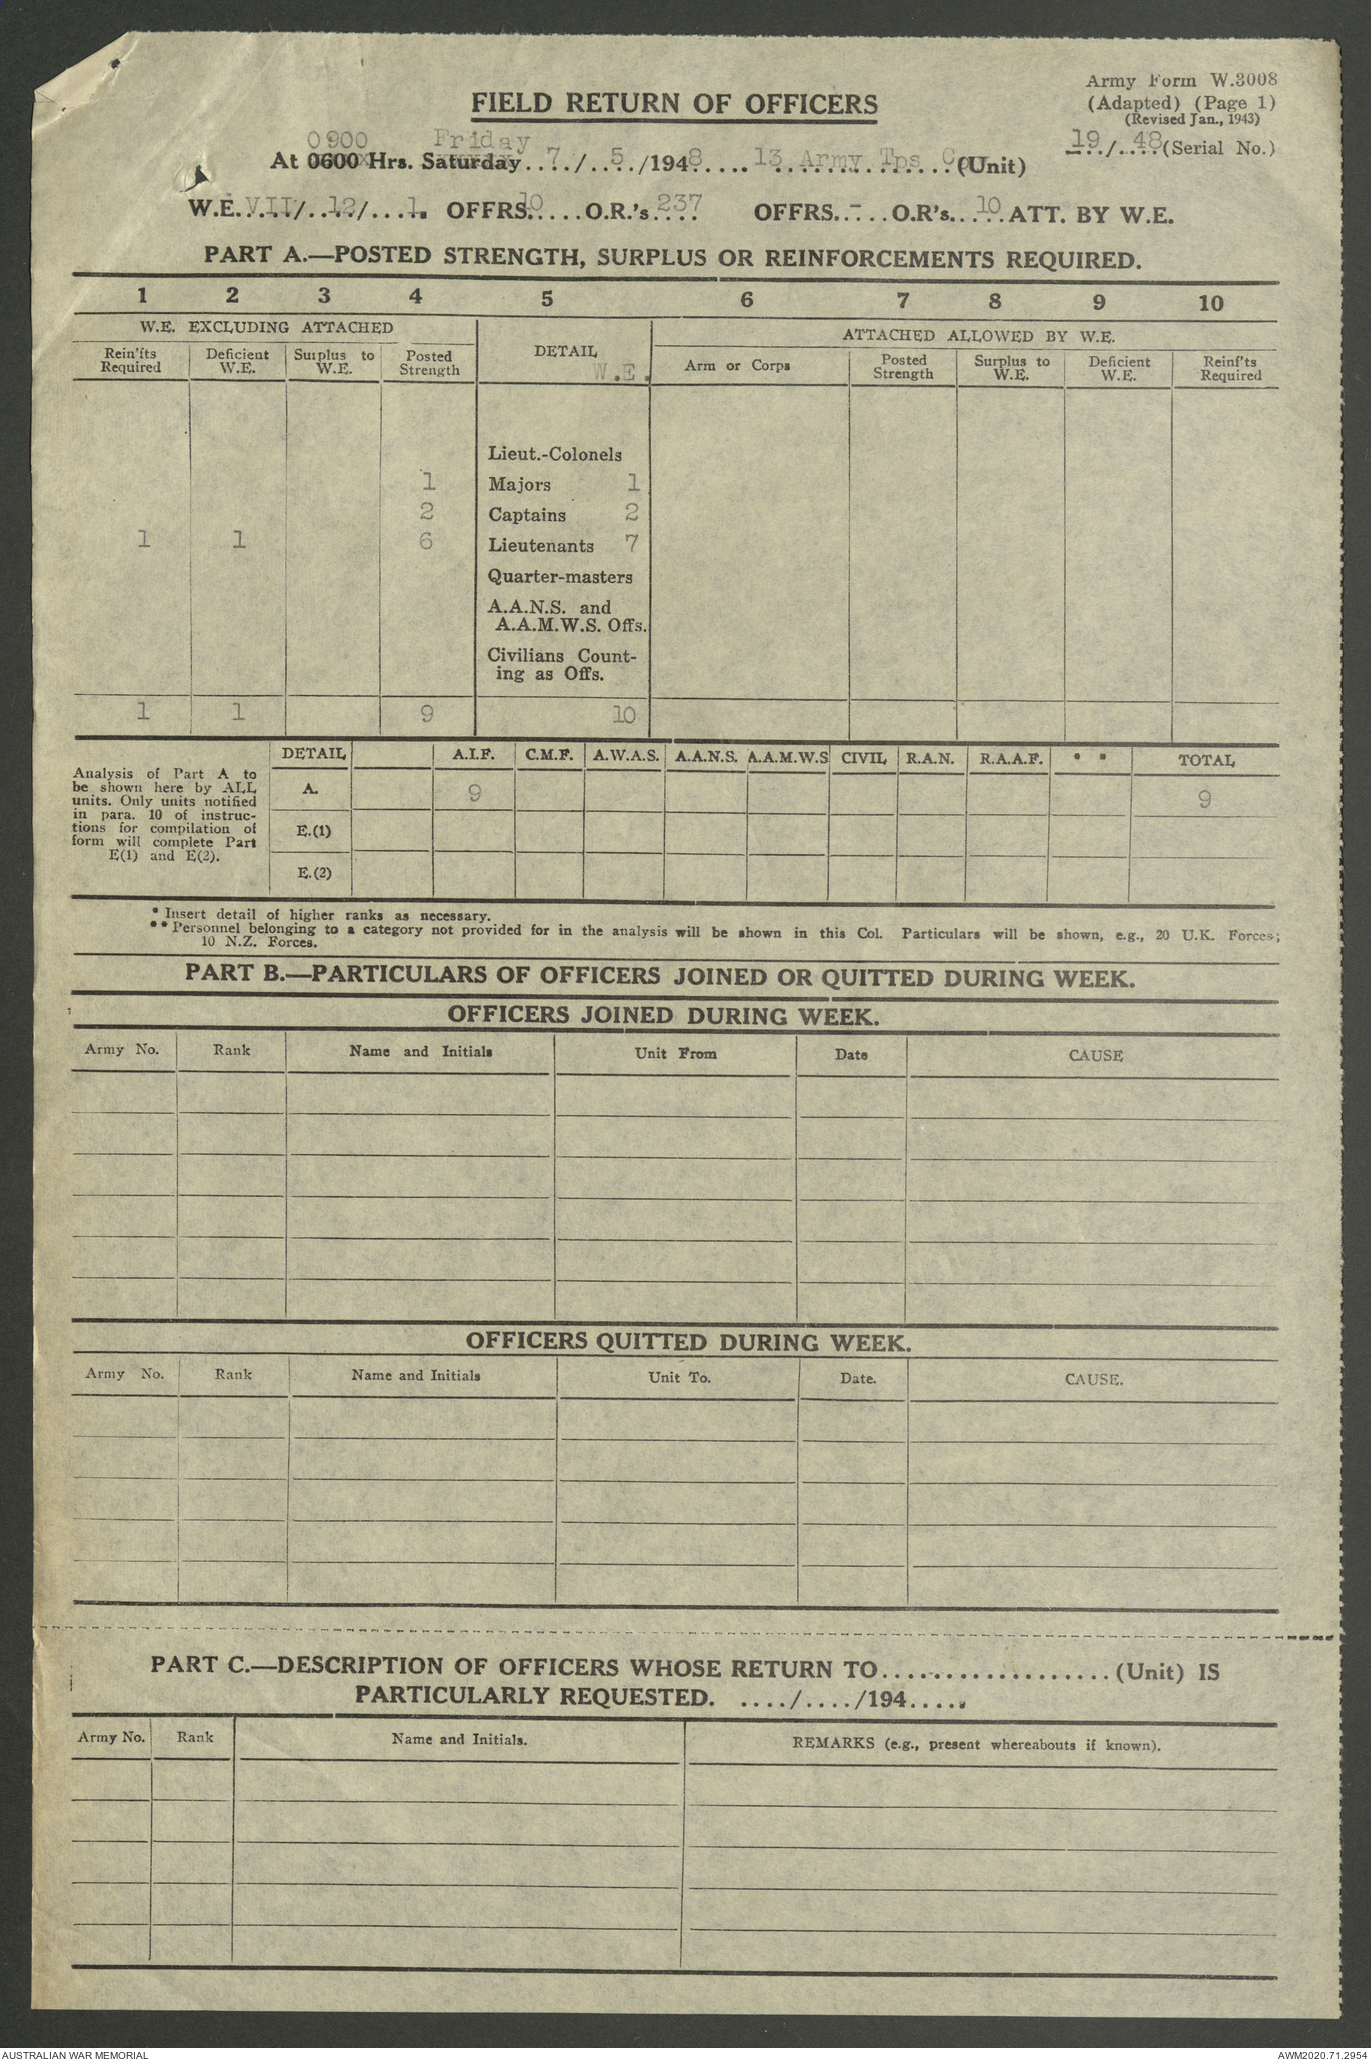 Army Form W.3008
FIELD RETURN OF OFFICERS
(Adapted) (Page 1)
(Revised Jan., 1943)
0900 Friday
At 0600 Hrs. Saturday...7./...5../1948..... 13 Army Tps Co (Unit)
19../..48 (Serial No.)
W.E. VII/..12/...1. OFFRS 10.....O.R.'s 237 OFFRS..-...O.R's...10 ATT. BY W.E.
PART A.—POSTED STRENGTH, SURPLUS OR REINFORCEMENTS REQUIRED.
1 2 3 4 5 6 7 8 9 10
W.E. EXCLUDING ATTACHED
DETAIL
W.E.
ATTACHED ALLOWED BY W.E.
Rein'fts Required
Deficient W.E.
Surplus to W.E.
Posted Strength
Arm or Corps
Posted Strength
Surplus to W.E.
Deficient W.E.
Reinf'ts Required
Lieut.-Colonels
1 Majors 1
2 Captains 2
1 1 6 Lieutenants 7
Quarter-masters
A.A.N.S. and
A.A.M.W.S. Offs.
Civilians Count-
ing as Offs.
1 1 9 10
DETAIL A.I.F. C.M.F. A.W.A.S. A.A.N.S. A.A.M.W.S CIVIL R.A.N. R.A.A.F. * * TOTAL
Analysis of Part A to
be shown here by ALL
units. Only units notified
in para. 10 of instruc-
tions for compilation of
form will complete Part
E(1) and E(2).
A. 9 9
E.(1)
E.(2)
* Insert detail of higher ranks as necessary.
** Personnel belonging to a category not provided for in the analysis will be shown in this Col. Particulars will be shown, e.g., 20 U.K. Forces;
10 N.Z. Forces.
PART B.—PARTICULARS OF OFFICERS JOINED OR QUITTED DURING WEEK.
OFFICERS JOINED DURING WEEK.
Army No. Rank Name and Initials Unit From Date CAUSE
OFFICERS QUITTED DURING WEEK.
Army No. Rank Name and Initials Unit To. Date. CAUSE.
PART C.—DESCRIPTION OF OFFICERS WHOSE RETURN TO....................(Unit) IS
PARTICULARLY REQUESTED. ..../..../194.....
Army No. Rank Name and Initials. REMARKS (e.g., present whereabouts if known).
AUSTRALIAN WAR MEMORIAL
AWM2020.71.2954